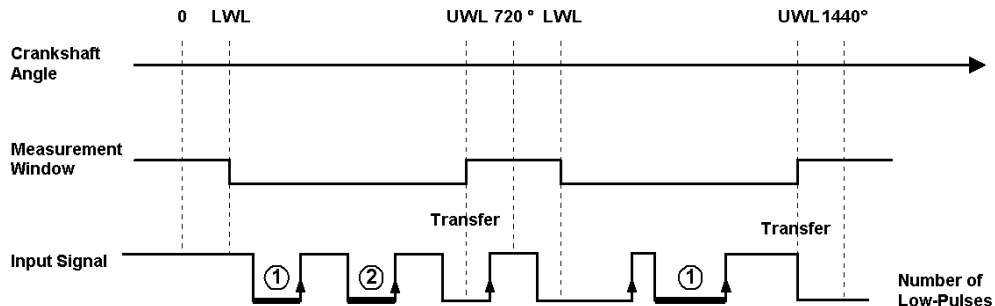 0 LWL UWL 720 ° LWL UWL 1440°
Crankshaft
Angle
Measurement
Window
Transfer
Transfer
Input Signal
1 2 1
Number of
Low-Pulses